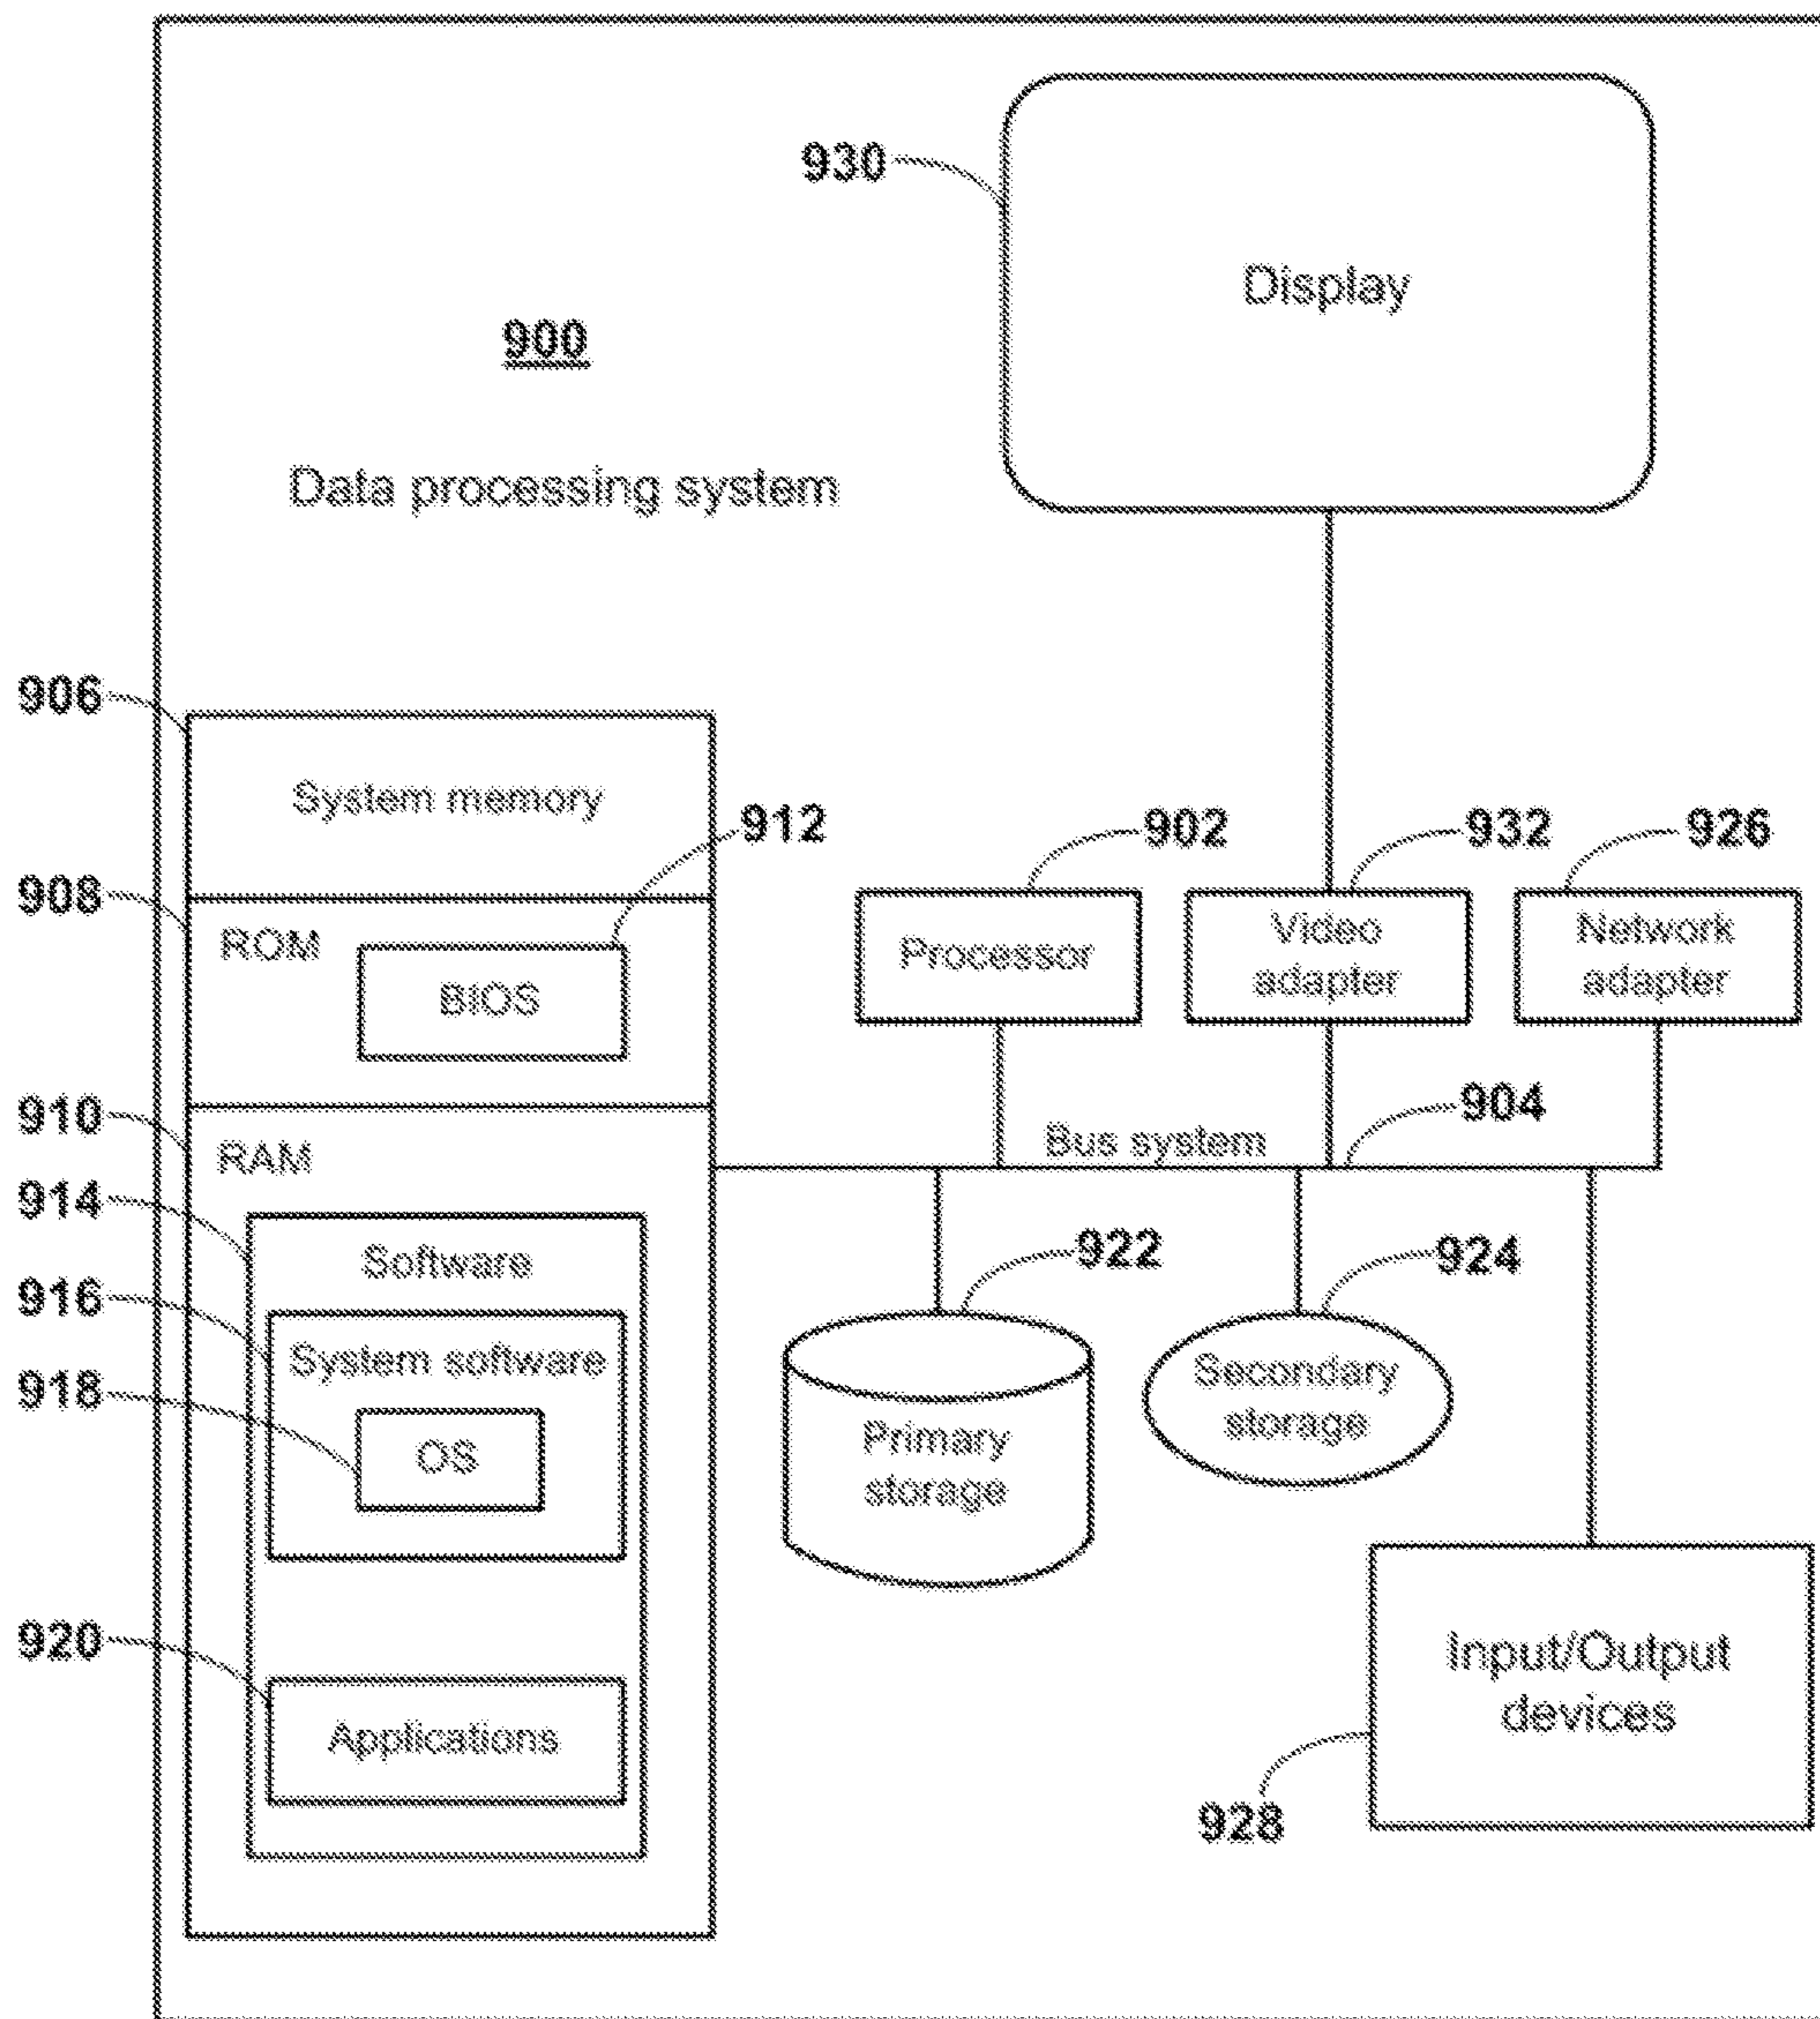 930
Display
900
Data processing system
906
System memory
912
902
932
926
908
ROM
BIOS
Processor
Video
adapter
Network
adapter
910
RAM
904
Bus system
914
Software
922
924
916
System software
918
OS
Primary
storage
Secondary
storage
920
Applications
Input/Output
devices
928